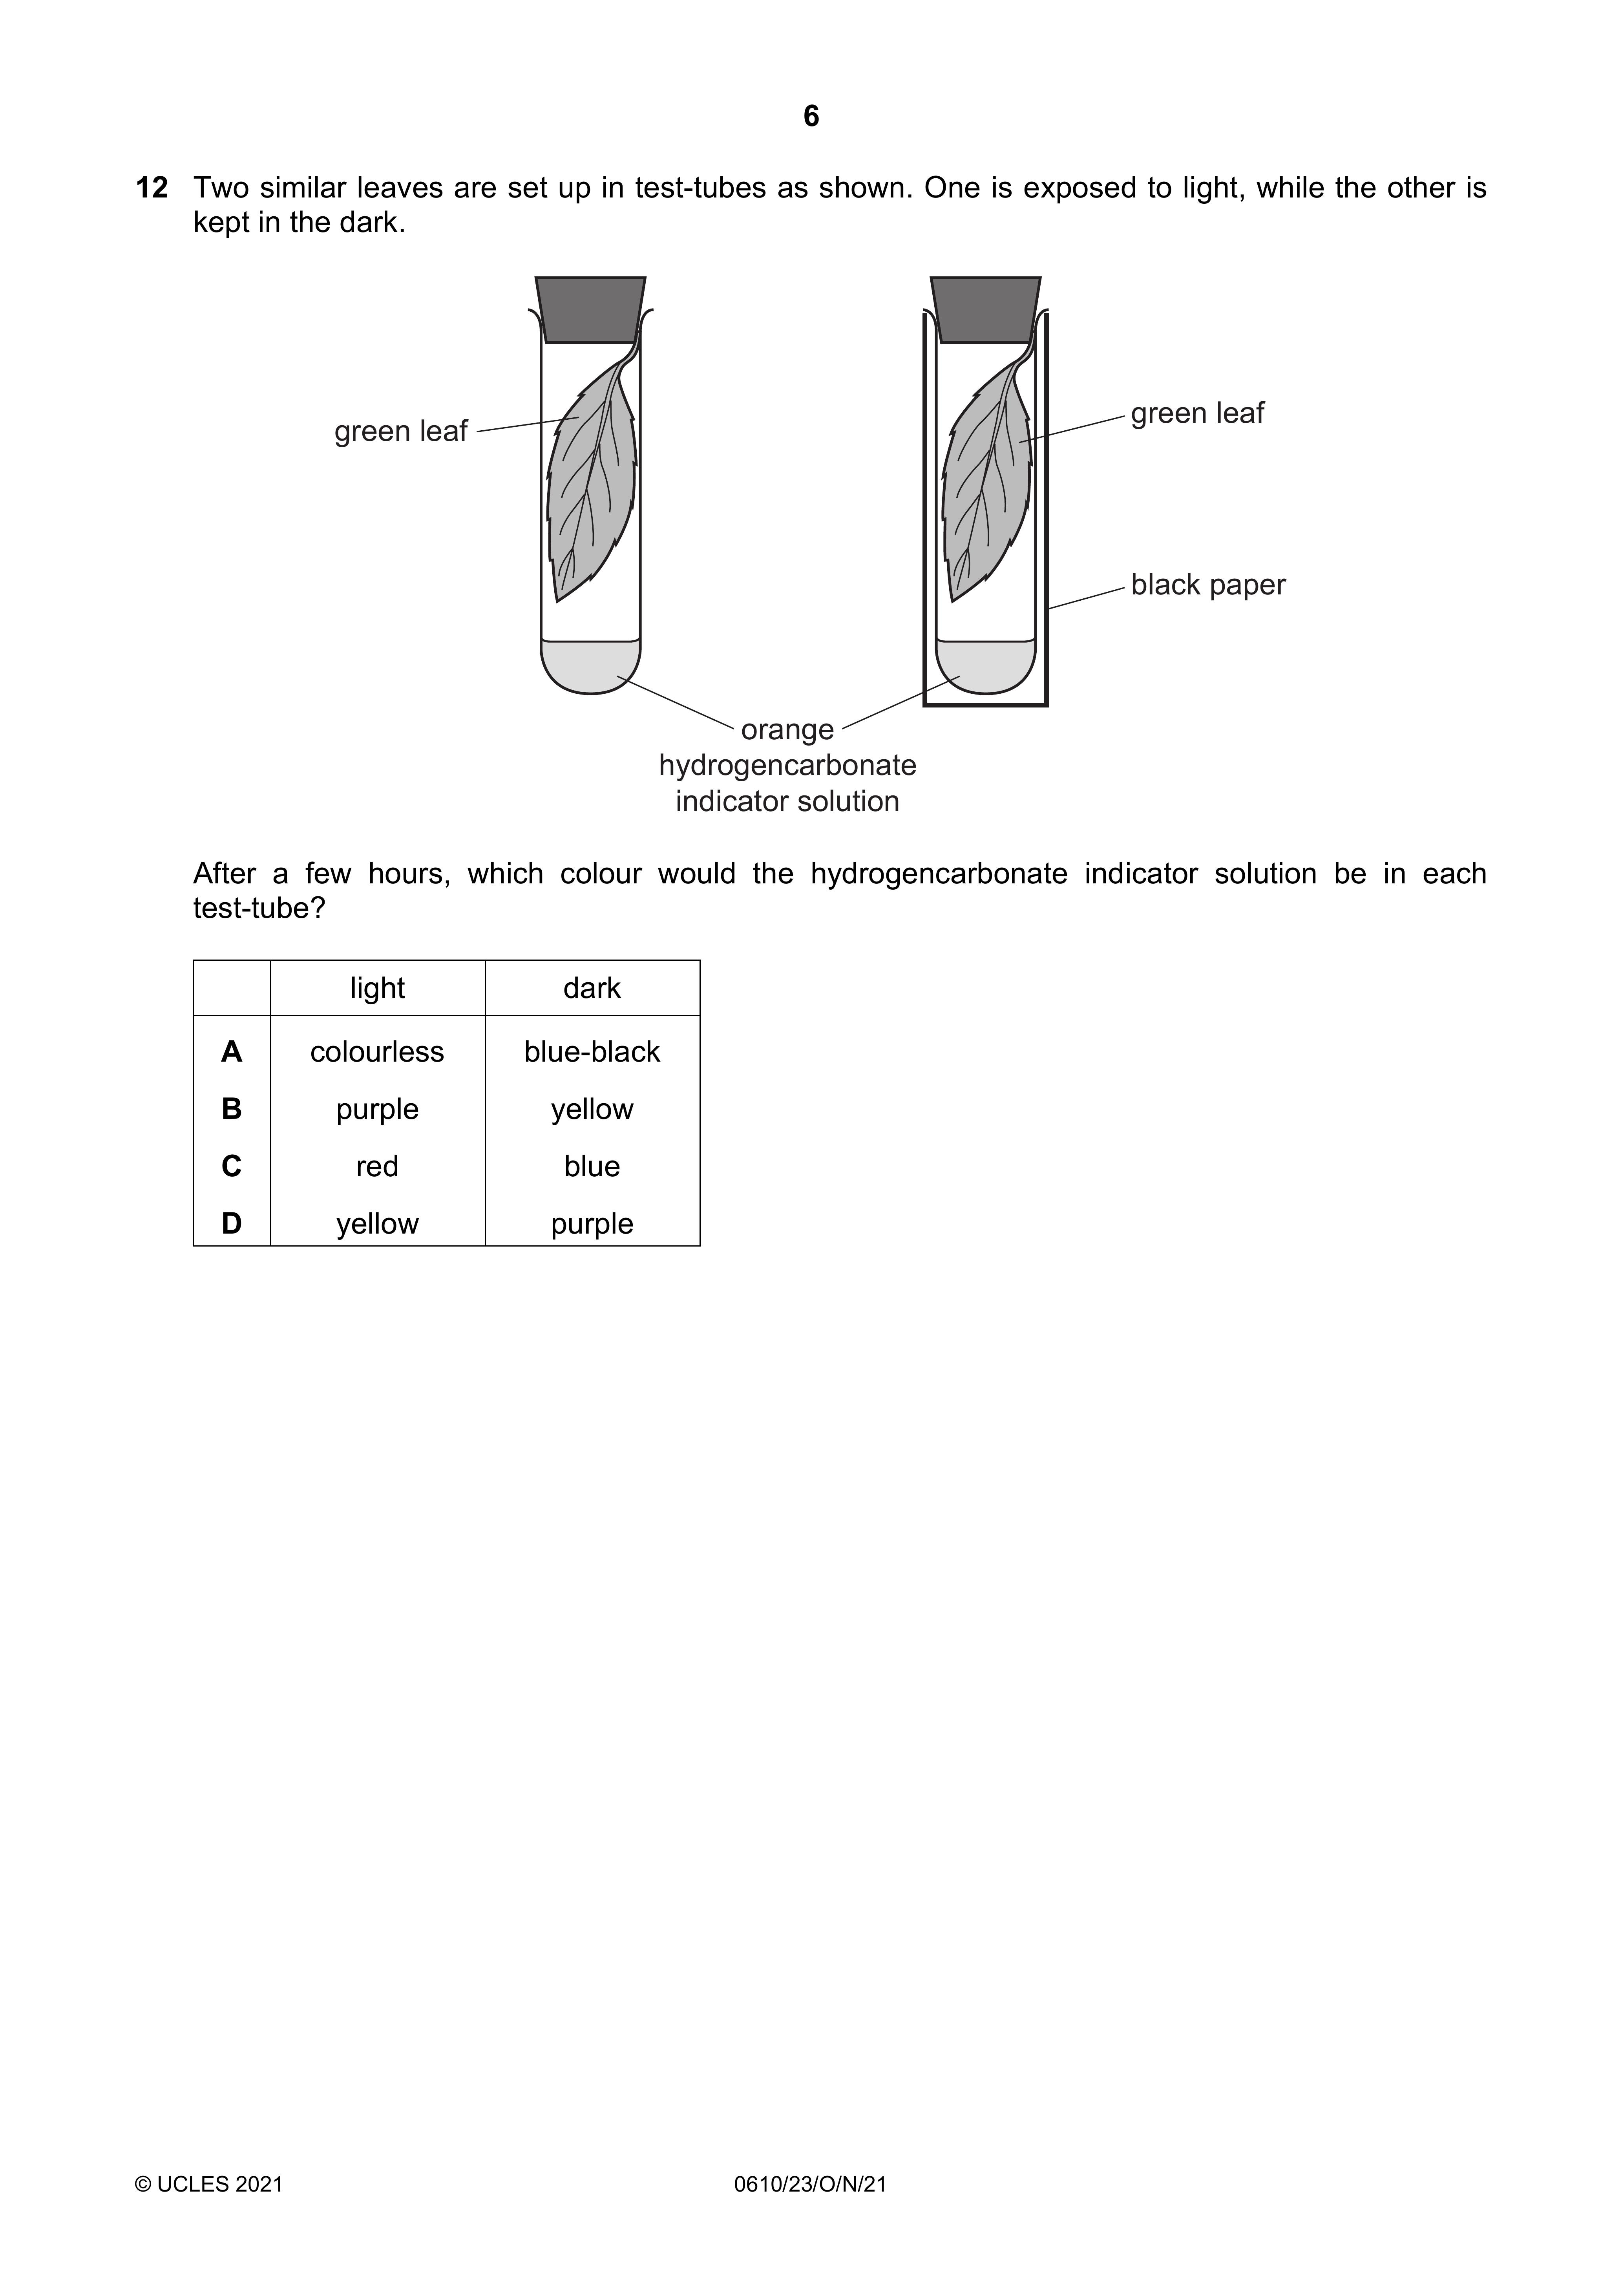 6
12 Two similar leaves are set up in test-tubes as shown. One is exposed to light, while the other is
kept in the dark.
green leaf
green leaf
black paper
orange
hydrogencarbonate
indicator solution
After a few hours, which colour would the hydrogencarbonate indicator solution be in each
test-tube?
light dark
A colourless blue-black
B purple yellow
C red blue
D yellow purple
© UCLES 2021 0610/23/O/N/21